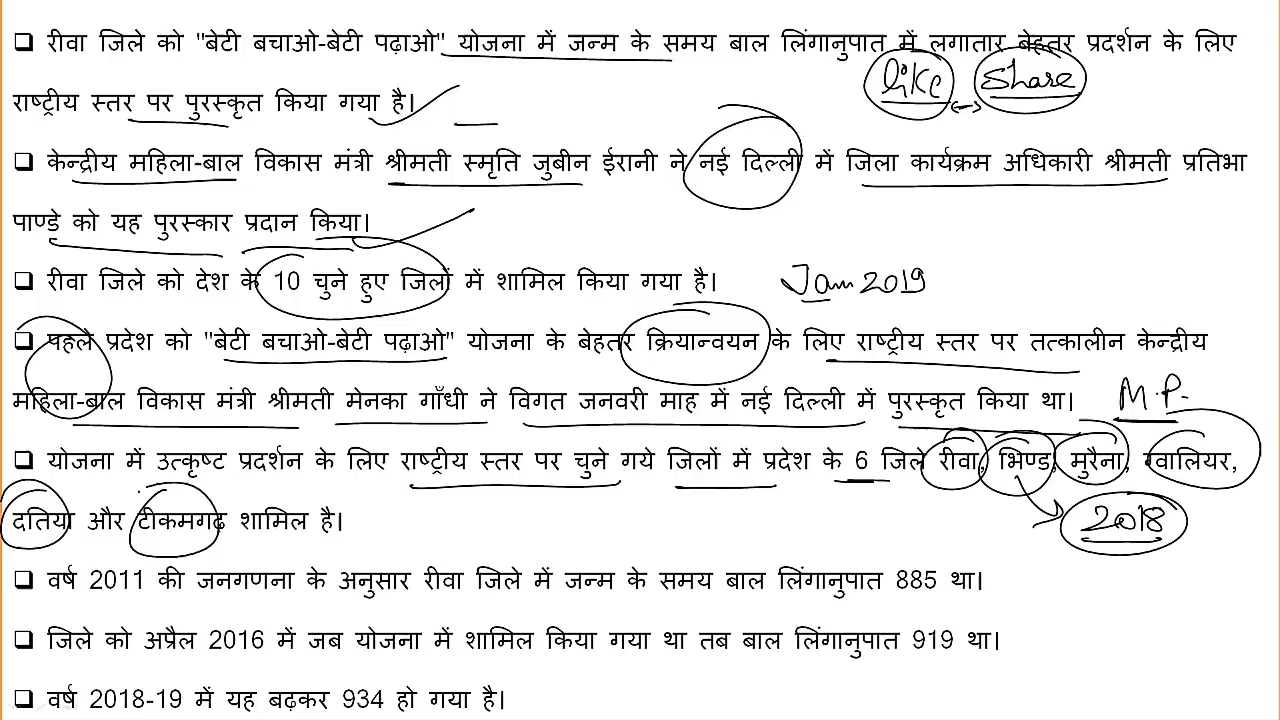 ❑ रीवा जिले को "बेटी बचाओ-बेटी पढ़ाओ" योजना में जन्म के समय बाल लिंगानुपात में लगातार बेहतर प्रदर्शन के लिए
like ↔ Share
राष्ट्रीय स्तर पर पुरस्कृत किया गया है।
❑ केन्द्रीय महिला-बाल विकास मंत्री श्रीमती स्मृति जुबीन ईरानी ने नई दिल्ली में जिला कार्यक्रम अधिकारी श्रीमती प्रतिभा
पाण्डे को यह पुरस्कार प्रदान किया।
❑ रीवा जिले को देश के 10 चुने हुए जिलों में शामिल किया गया है। Jan 2019
❑ पहले प्रदेश को "बेटी बचाओ-बेटी पढ़ाओ" योजना के बेहतर क्रियान्वयन के लिए राष्ट्रीय स्तर पर तत्कालीन केन्द्रीय
महिला-बाल विकास मंत्री श्रीमती मेनका गाँधी ने विगत जनवरी माह में नई दिल्ली में पुरस्कृत किया था। M.P.
❑ योजना में उत्कृष्ट प्रदर्शन के लिए राष्ट्रीय स्तर पर चुने गये जिलों में प्रदेश के 6 जिले रीवा, भिण्ड, मुरैना, ग्वालियर,
दतिया और टीकमगढ़ शामिल है। 2018
❑ वर्ष 2011 की जनगणना के अनुसार रीवा जिले में जन्म के समय बाल लिंगानुपात 885 था।
❑ जिले को अप्रैल 2016 में जब योजना में शामिल किया गया था तब बाल लिंगानुपात 919 था।
❑ वर्ष 2018-19 में यह बढ़कर 934 हो गया है।